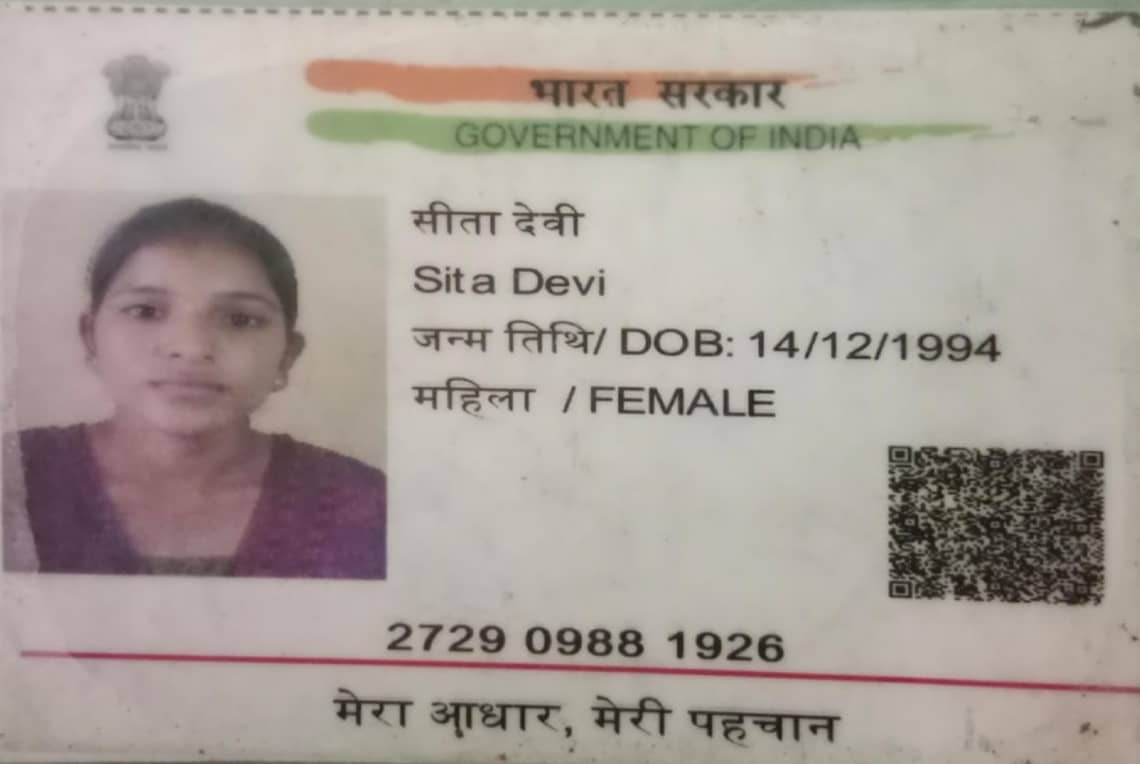 भारत सरकार
GOVERNMENT OF INDIA
सीता देवी
Sita Devi
जन्म तिथि/ DOB: 14/12/1994
महिला / FEMALE
2729 0988 1926
मेरा आधार, मेरी पहचान